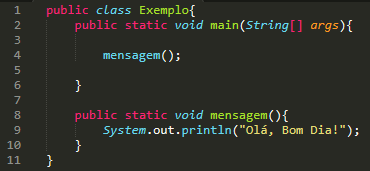 1 public class Exemplo{
2     public static void main(String[] args){
3
4         mensagem();
5
6     }
7
8     public static void mensagem(){
9         System.out.println("Olá, Bom Dia!");
10     }
11 }